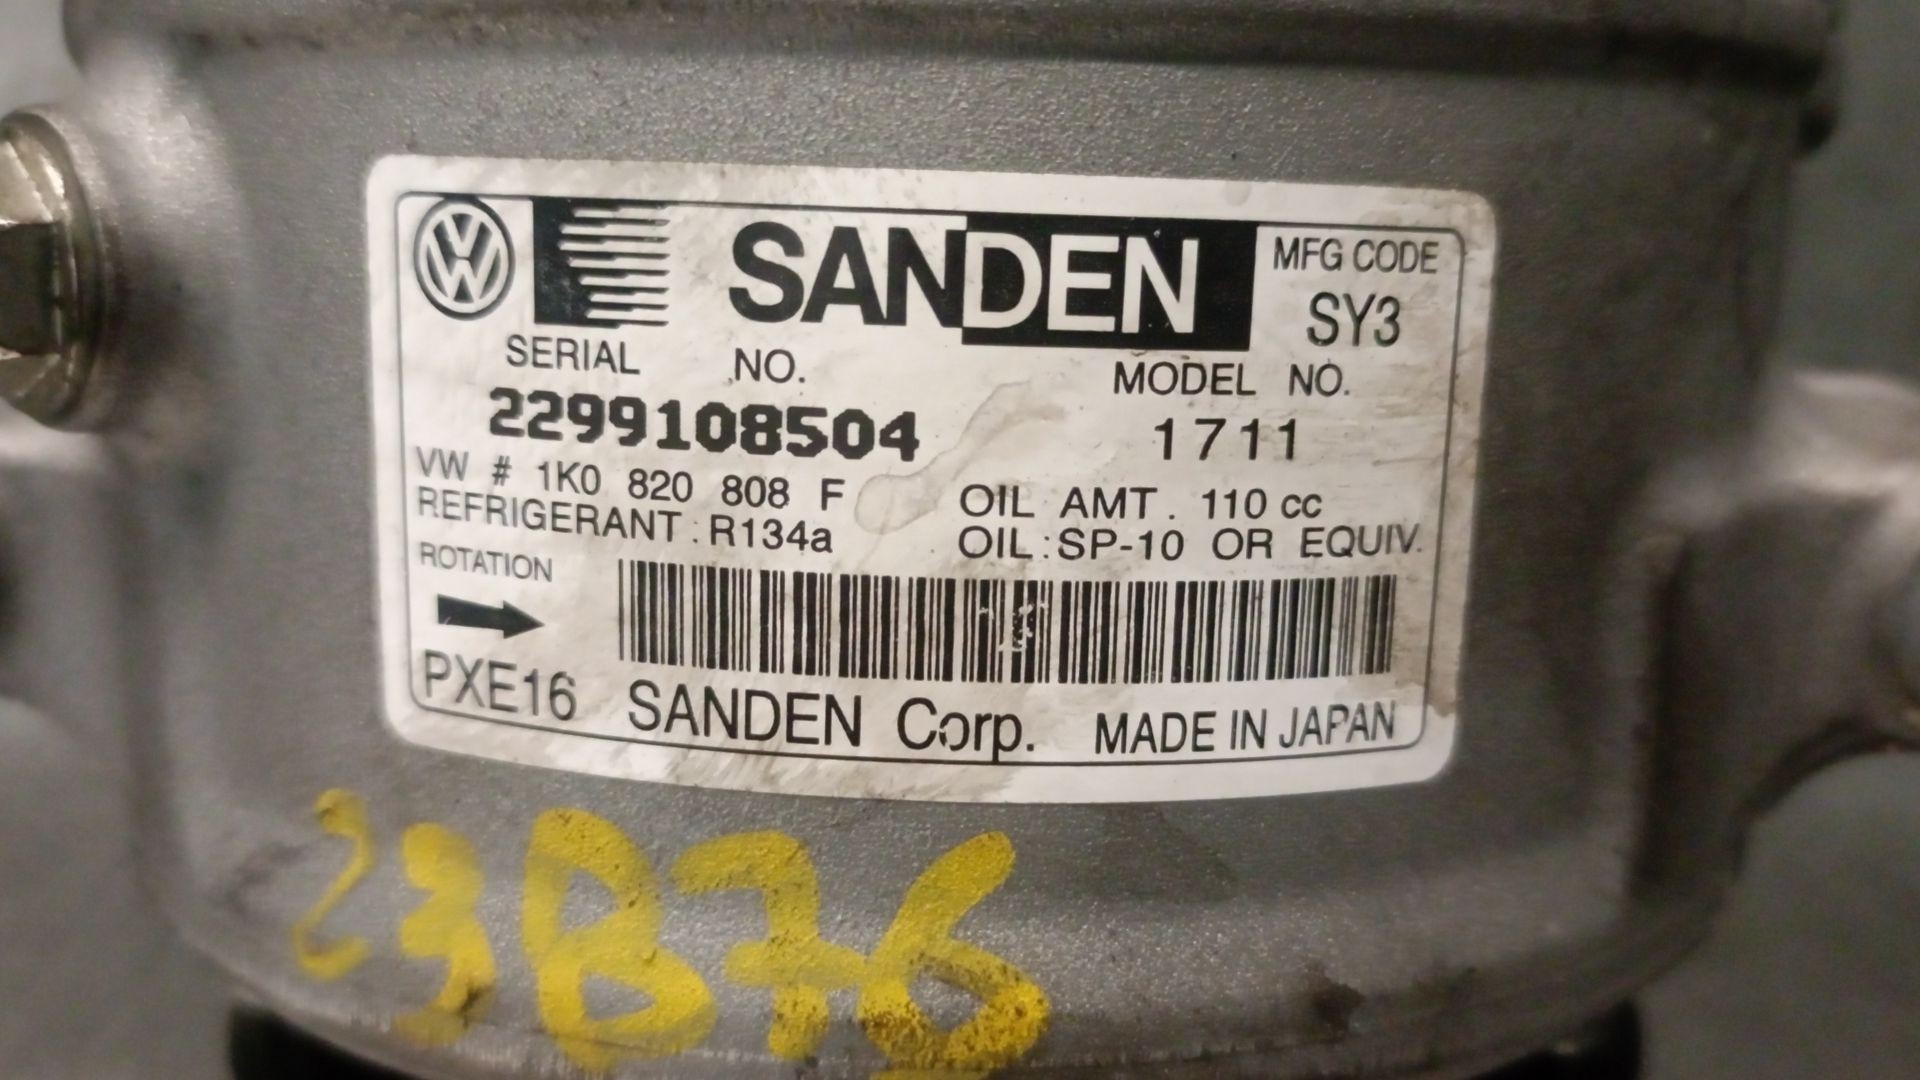 SANDEN
MFG CODE
SY3
SERIAL NO.
2299108504
MODEL NO.
1711
VW # 1K0 820 808 F
REFRIGERANT : R134a
OIL AMT. 110 cc
OIL : SP-10 OR EQUIV.
ROTATION
PXE16
SANDEN Corp.
MADE IN JAPAN
23B76